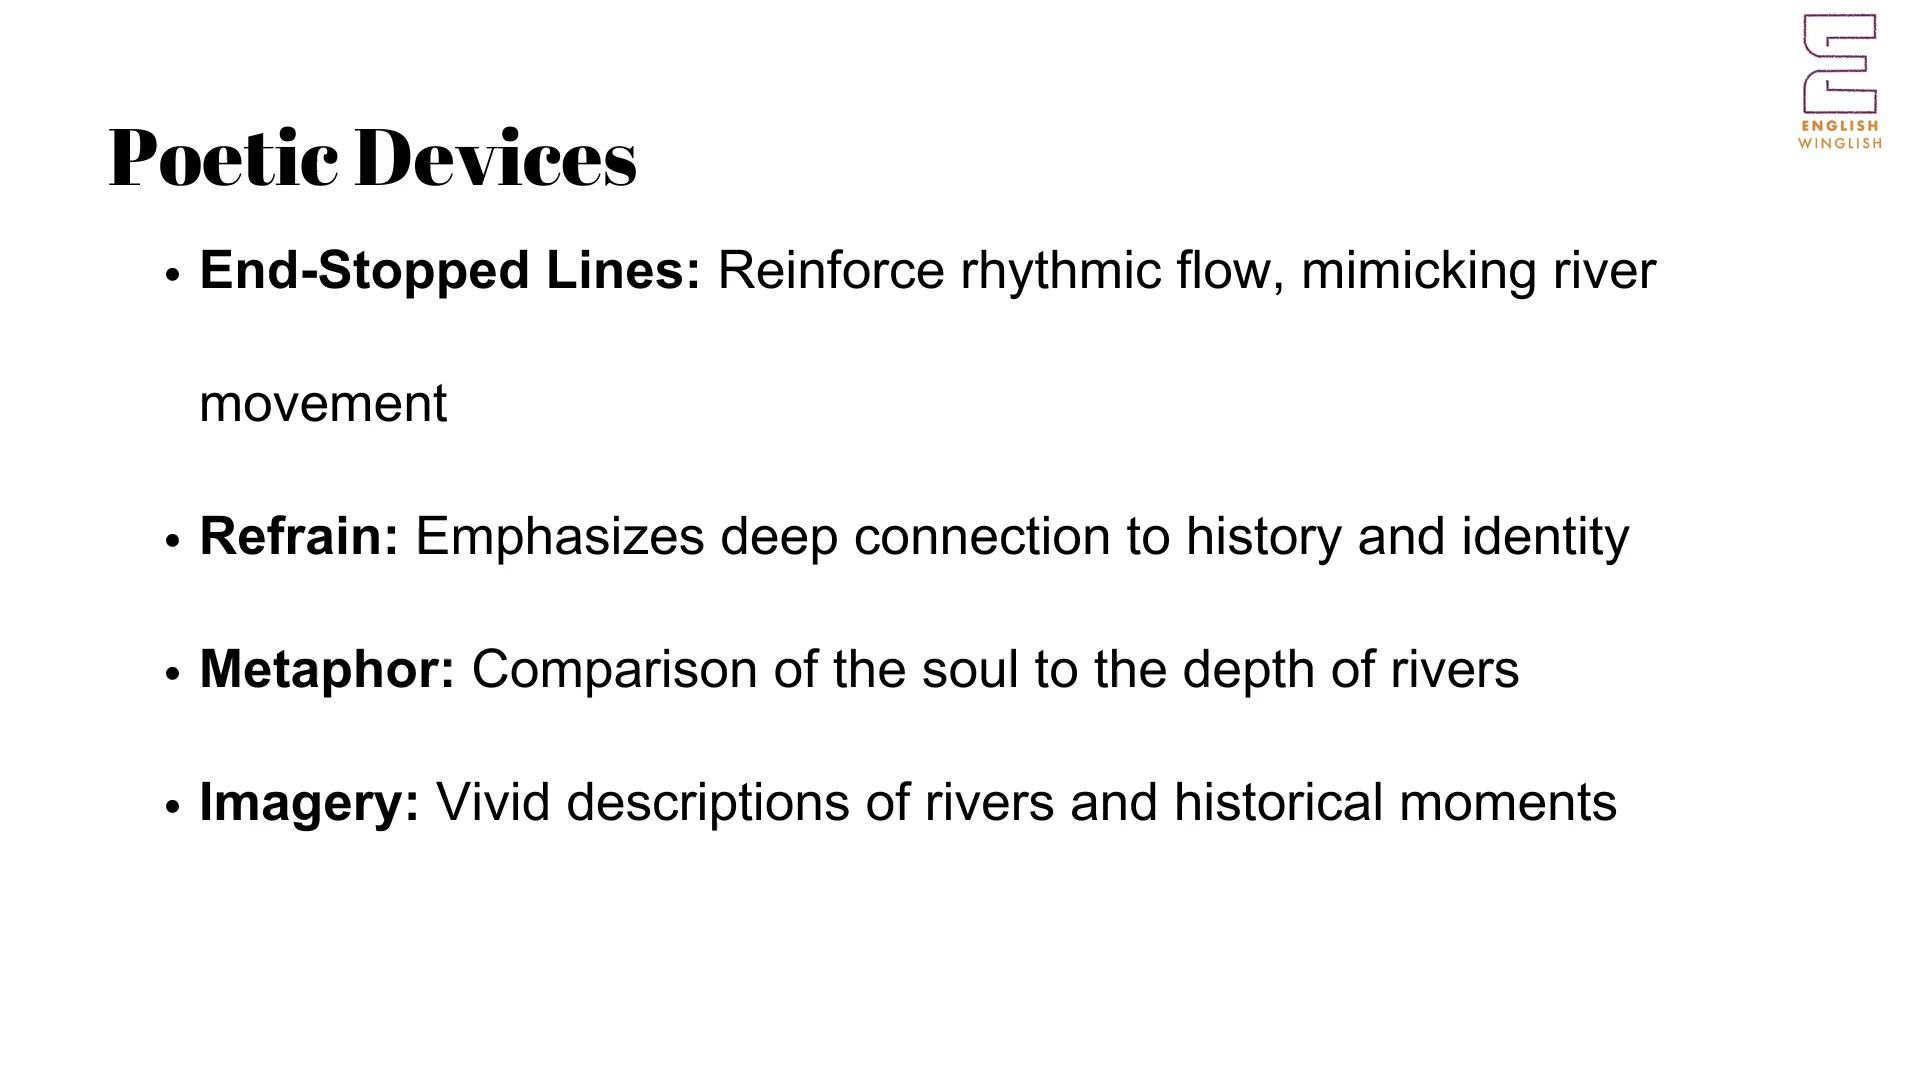 ENGLISH
WINGLISH
Poetic Devices
• End-Stopped Lines: Reinforce rhythmic flow, mimicking river
movement
• Refrain: Emphasizes deep connection to history and identity
• Metaphor: Comparison of the soul to the depth of rivers
• Imagery: Vivid descriptions of rivers and historical moments